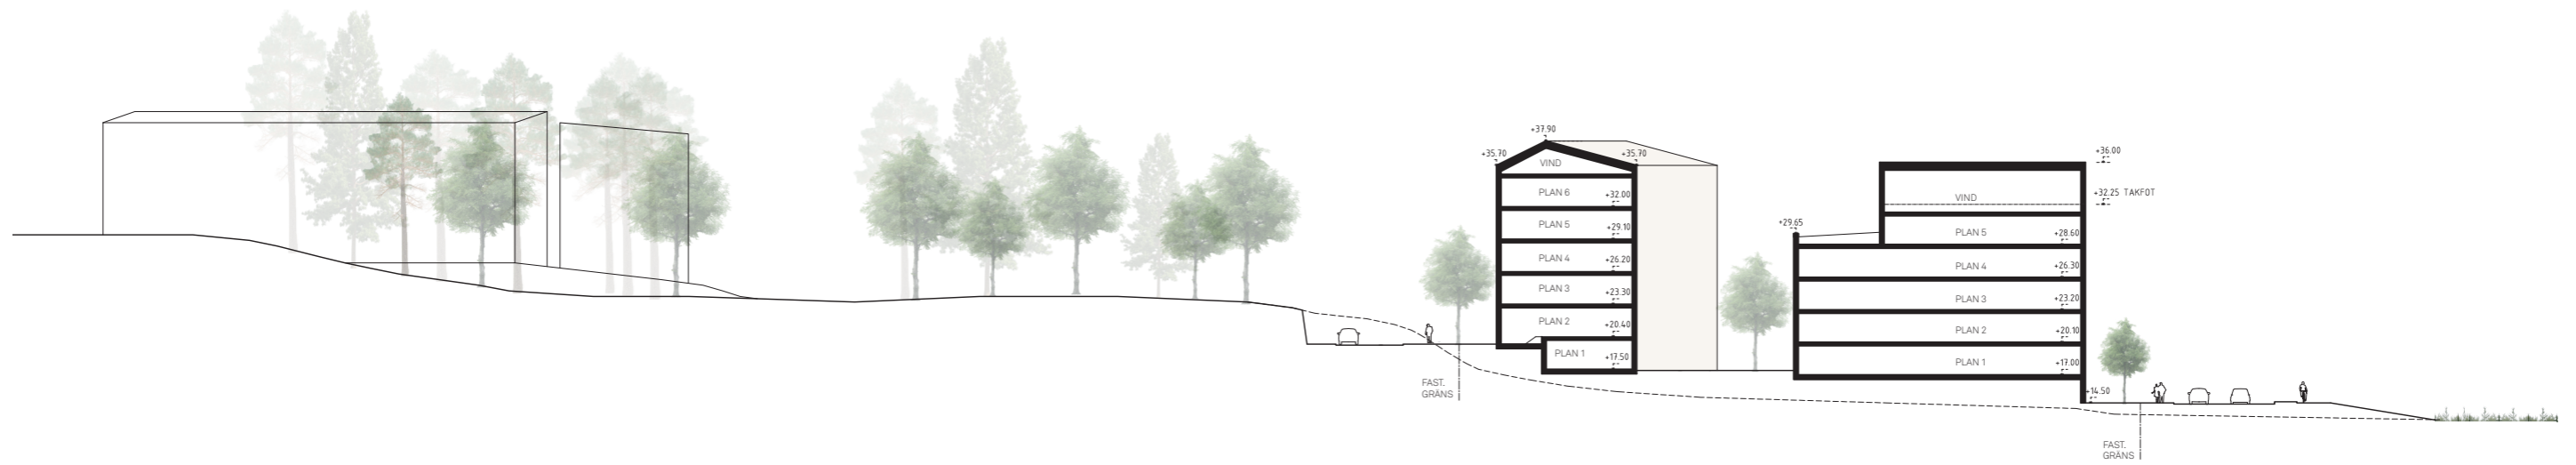 +37.90
+35.70
+35.70
VIND
PLAN 6
+32.00
PLAN 5
+29.10
PLAN 4
+26.20
PLAN 3
+23.30
PLAN 2
+20.40
PLAN 1
+17.50
FAST.
GRÄNS
+36.00
+32.25 TAKFOT
VIND
+29.65
PLAN 5
+28.60
PLAN 4
+26.30
PLAN 3
+23.20
PLAN 2
+20.10
PLAN 1
+17.00
+14.50
FAST.
GRÄNS